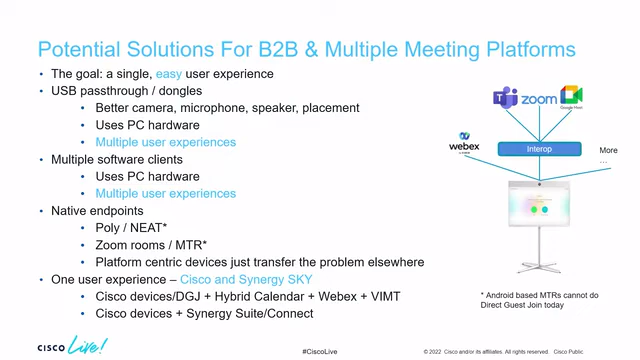 Potential Solutions For B2B & Multiple Meeting Platforms
• The goal: a single, easy user experience
• USB passthrough / dongles
• Better camera, microphone, speaker, placement
• Uses PC hardware
• Multiple user experiences
• Multiple software clients
• Uses PC hardware
• Multiple user experiences
• Native endpoints
• Poly / NEAT*
• Zoom rooms / MTR*
• Platform centric devices just transfer the problem elsewhere
• One user experience – Cisco and Synergy SKY
• Cisco devices/DGJ + Hybrid Calendar + Webex + VIMT
• Cisco devices + Synergy Suite/Connect
zoom
Google Meet
webex
Interop
More
…
* Android based MTRs cannot do
Direct Guest Join today
CISCO Live!
#CiscoLive
© 2022 Cisco and/or its affiliates. All rights reserved. Cisco Public